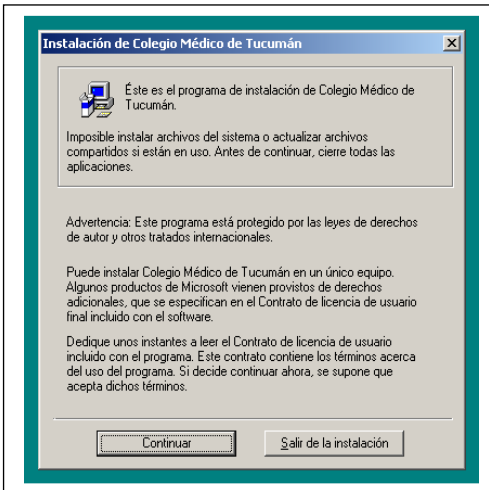 Instalación de Colegio Médico de Tucumán
Éste es el programa de instalación de Colegio Médico de
Tucumán.
Imposible instalar archivos del sistema o actualizar archivos
compartidos si están en uso. Antes de continuar, cierre todas las
aplicaciones.
Advertencia: Este programa está protegido por las leyes de derechos
de autor y otros tratados internacionales.
Puede instalar Colegio Médico de Tucumán en un único equipo.
Algunos productos de Microsoft vienen provistos de derechos
adicionales, que se especifican en el Contrato de licencia de usuario
final incluido con el software.
Dedique unos instantes a leer el Contrato de licencia de usuario
incluido con el programa. Este contrato contiene los términos acerca
del uso del programa. Si decide continuar ahora, se supone que
acepta dichos términos.
Continuar
Salir de la instalación